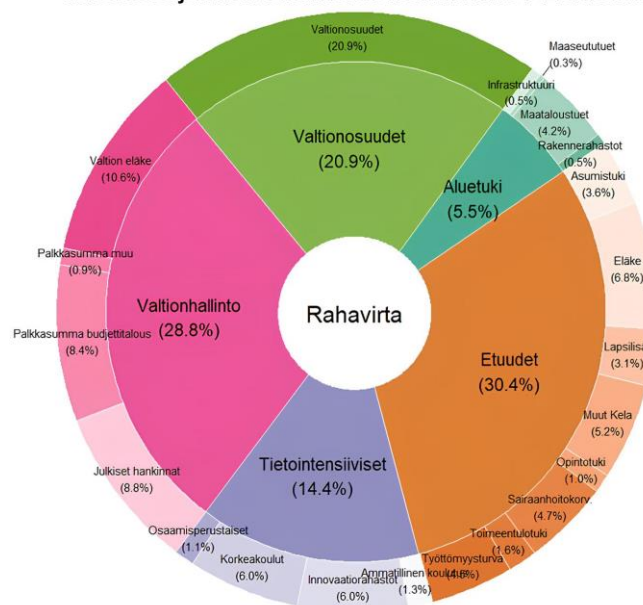 Valtionosuudet
(20.9%)
Maaseututuet
(0.3%)
Infrastruktuuri
(0.5%)
Maataloustuet
(4.2%)
Rakennerahastot
(0.5%)
Asumistuki
(3.6%)
Eläke
(6.8%)
Lapsilisä
(3.1%)
Muut Kela
(5.2%)
Opintotuki
(1.0%)
Sairaanhoitokorv.
(4.7%)
Toimeentulotuki
(1.6%)
Työttömyysturva
Ammatillinen
(1.3%)
Innovaatiorahastot
(6.0%)
Korkeakoulut
(6.0%)
Osaamisperustaiset
(1.1%)
Julkiset hankinnat
(8.8%)
Palkkasumma budjettitalous
(8.4%)
Palkkasumma muu
(0.9%)
Valtion eläke
(10.6%)
Valtionosuudet
(20.9%)
Aluetuki
(5.5%)
Etuudet
(30.4%)
Tietointensiiviset
(14.4%)
Valtionhallinto
(28.8%)
Rahavirta